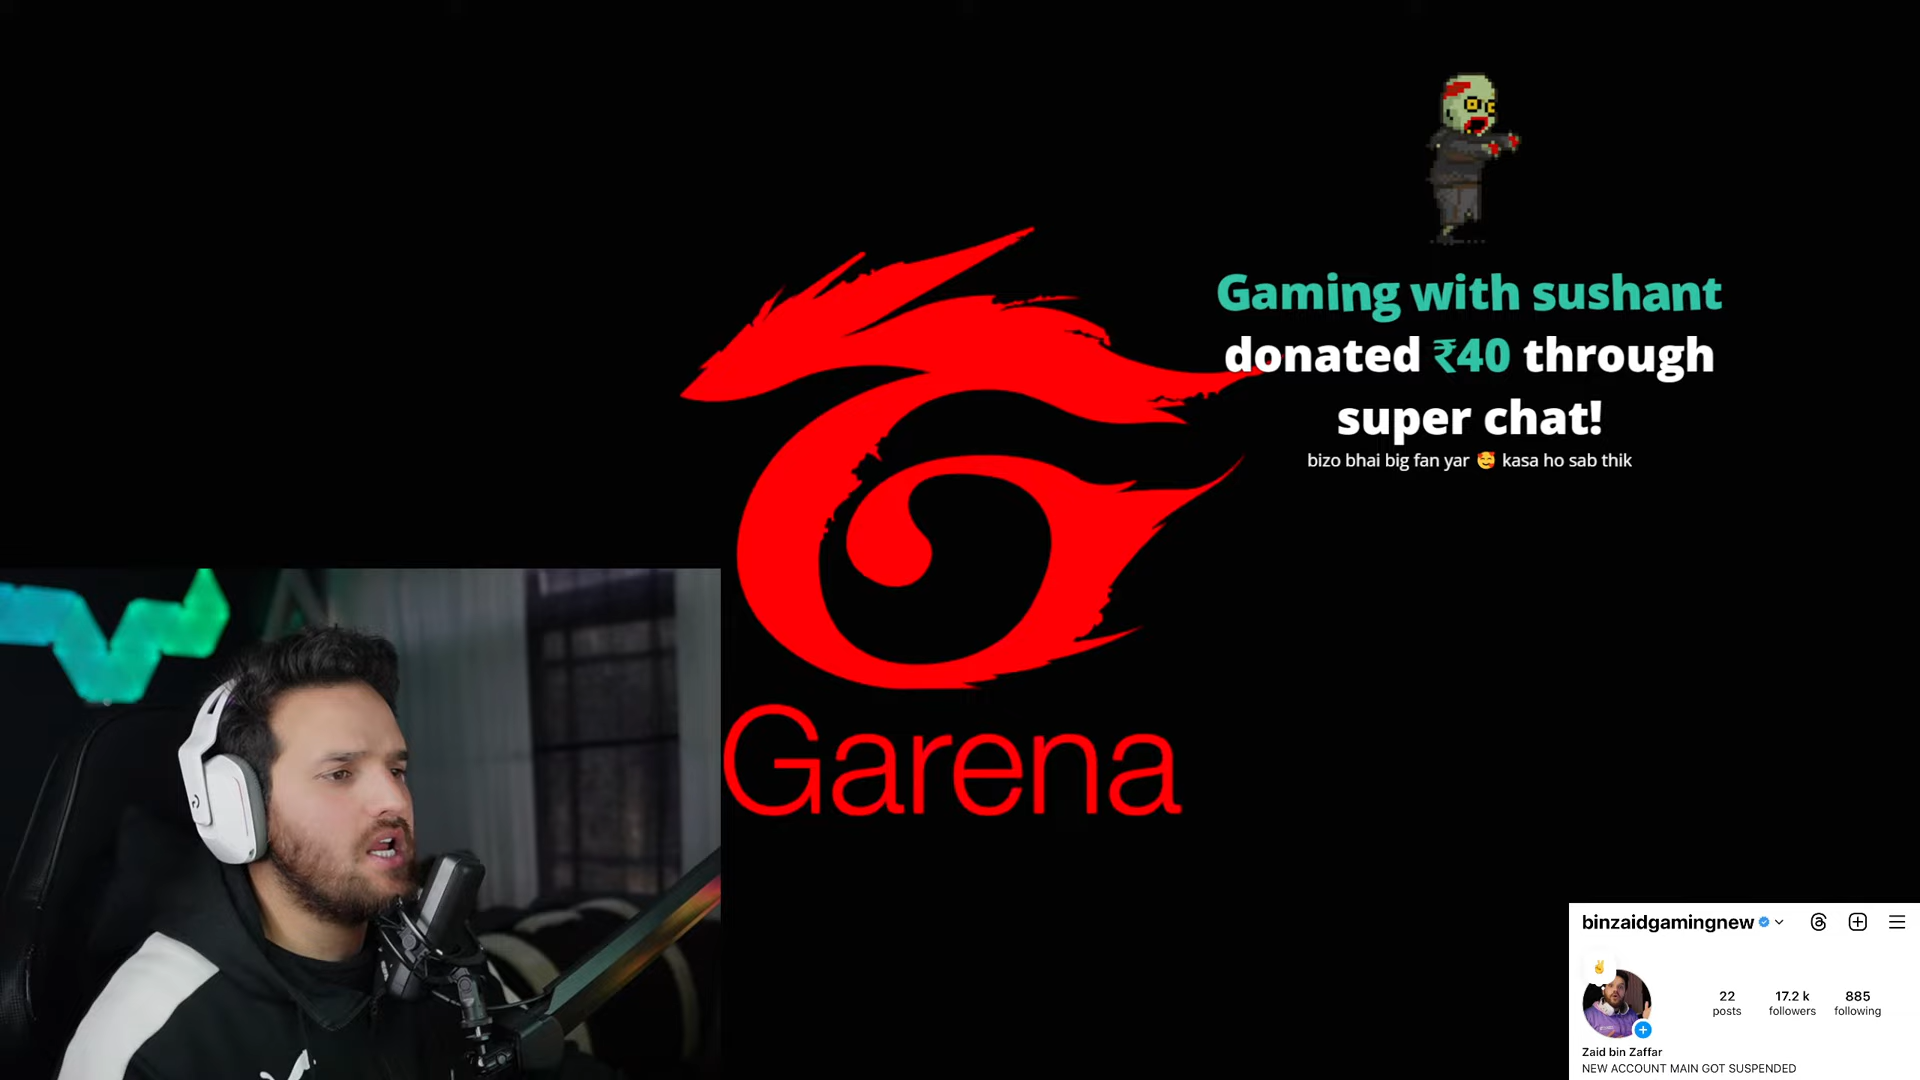 Gaming with sushant
donated ₹40 through
super chat!
bizo bhai big fan yar 🥰 kasa ho sab thik
Garena
binzaidgamingnew
22 17.2 k 885
posts followers following
Zaid bin Zaffar
NEW ACCOUNT MAIN GOT SUSPENDED